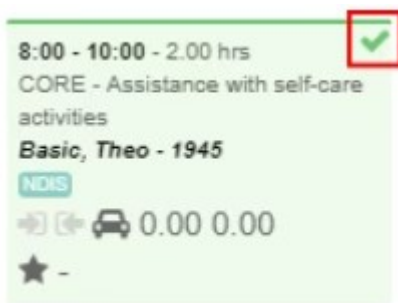 8:00 - 10:00 - 2.00 hrs
CORE - Assistance with self-care
activities
Basic, Theo - 1945
NDIS
0.00 0.00
-